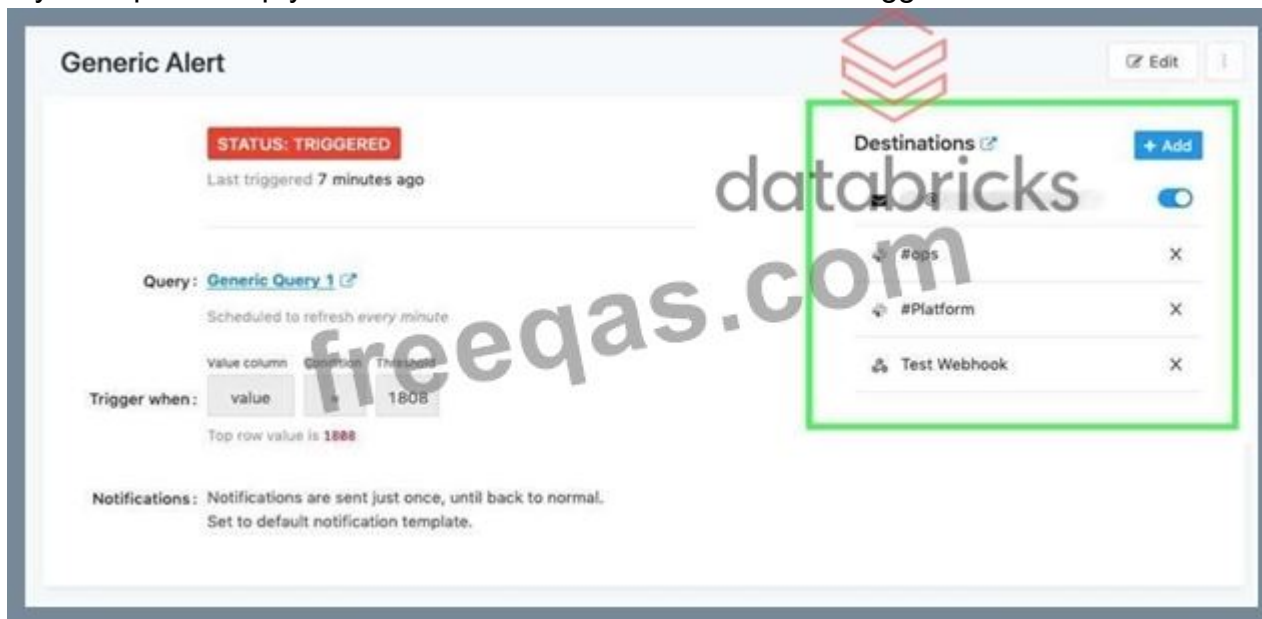 Generic Alert
Edit
STATUS: TRIGGERED
Last triggered 7 minutes ago
Destinations
+ Add
databricks
#ops
#Platform
Test Webhook
freeqas.com
Query: Generic Query 1
Scheduled to refresh every minute
Value column Condition Threshold
Trigger when: value 1808
Top row value is 1808
Notifications: Notifications are sent just once, until back to normal.
Set to default notification template.